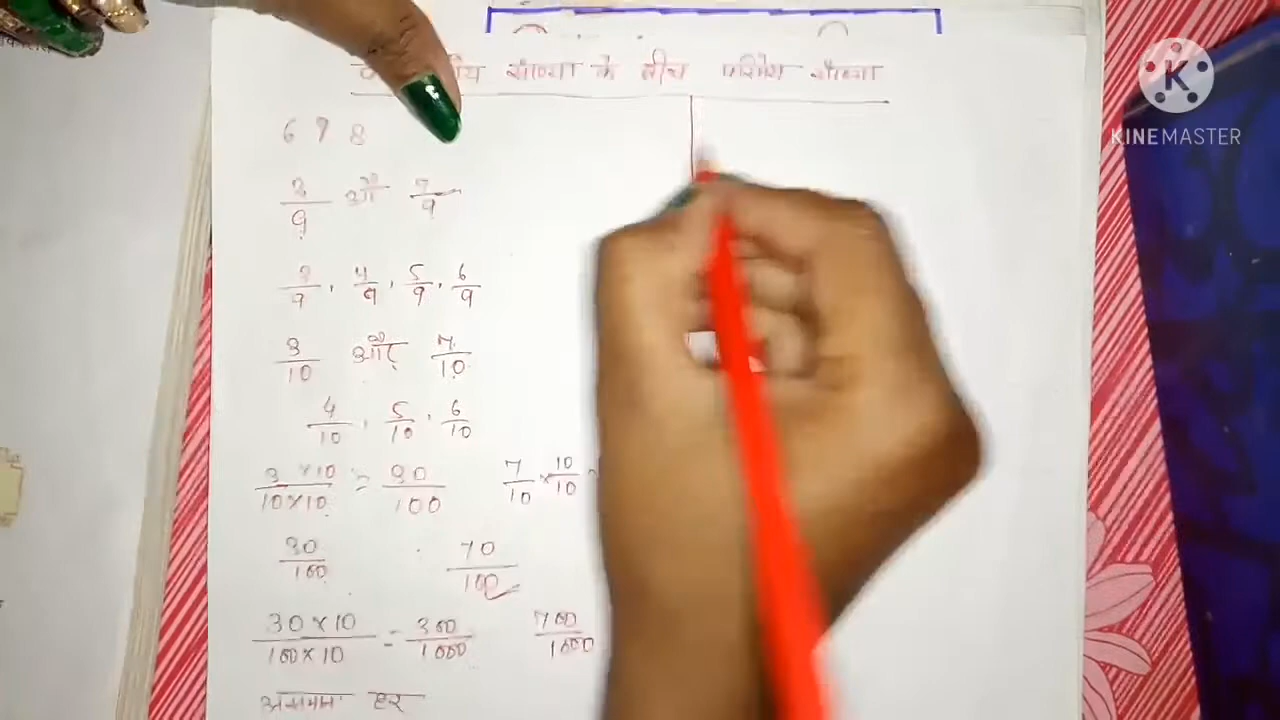 संख्या के बीच परिमेय संख्या
6 7 8
2/9 और 7/9
3/9, 4/9, 5/9, 6/9
3/10 और 7/10
4/10, 5/10, 6/10
3×10/10×10 = 30/100 7/10 × 10/10
30/100 70/100
30×10/100×10 = 300/1000 700/1000
असमान हर
KINEMASTER